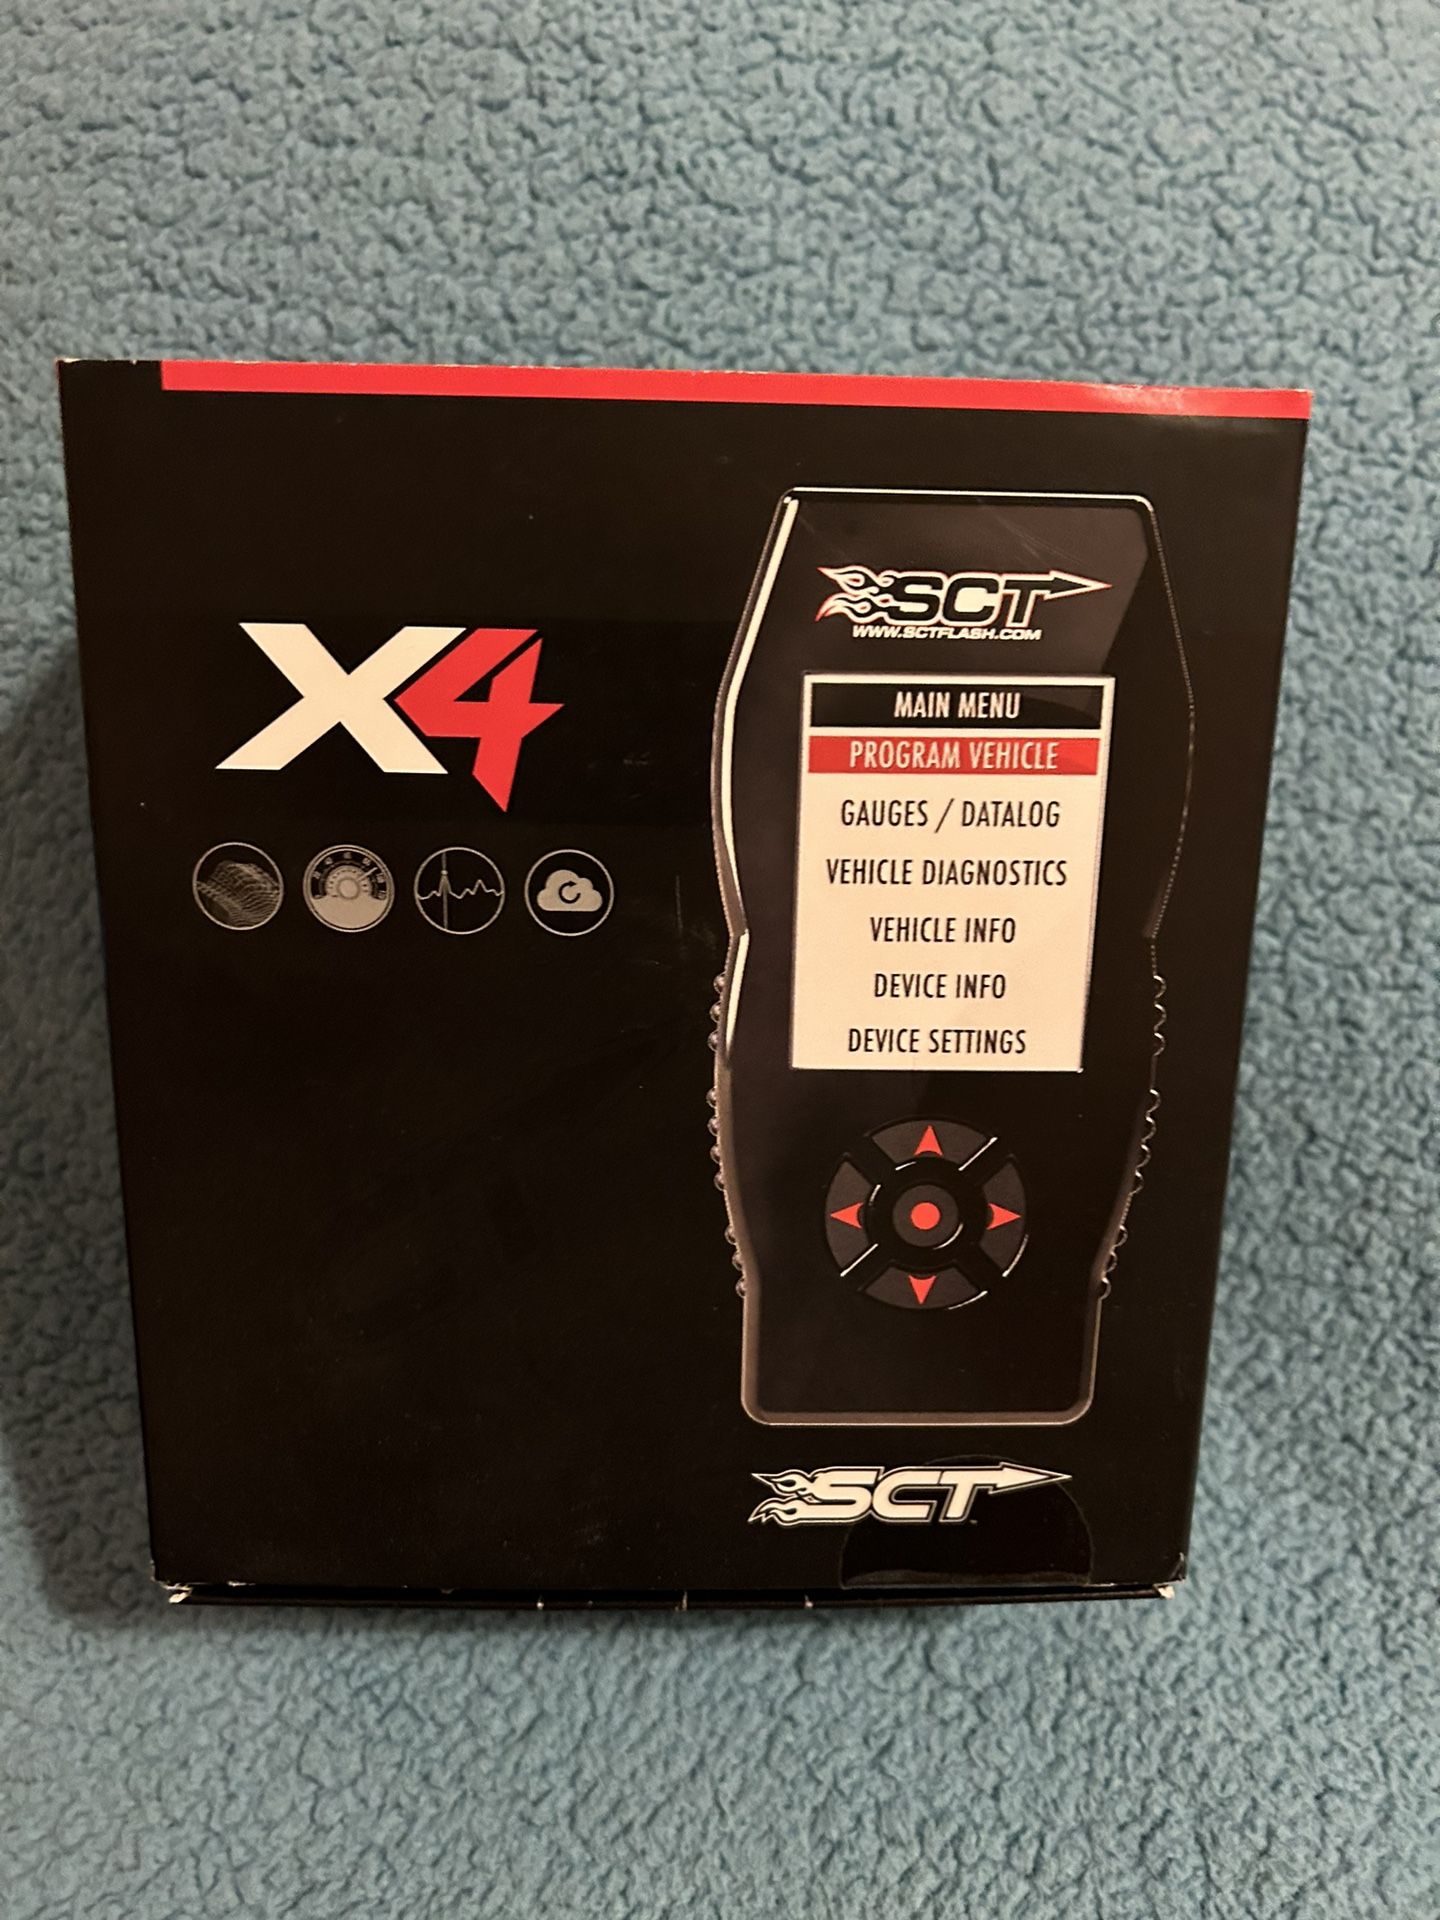 X4
SCT
WWW.SCTFLASH.COM
MAIN MENU
PROGRAM VEHICLE
GAUGES / DATALOG
VEHICLE DIAGNOSTICS
VEHICLE INFO
DEVICE INFO
DEVICE SETTINGS
SCT